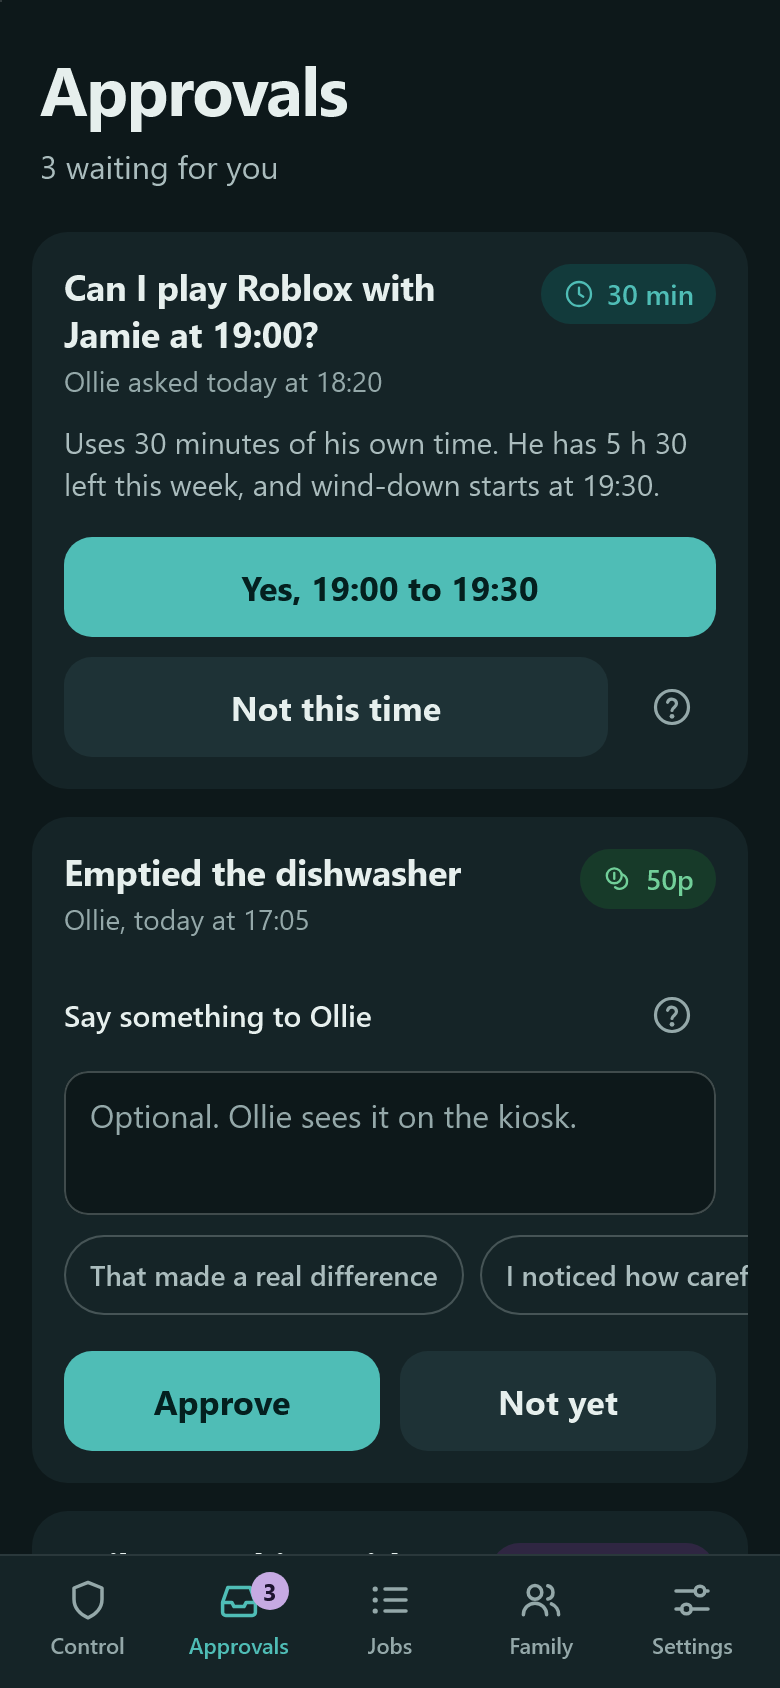 Approvals
3 waiting for you
Can I play Roblox with
Jamie at 19:00?
30 min
Ollie asked today at 18:20
Uses 30 minutes of his own time. He has 5 h 30
left this week, and wind-down starts at 19:30.
Yes, 19:00 to 19:30
Not this time
Emptied the dishwasher
50p
Ollie, today at 17:05
Say something to Ollie
Optional. Ollie sees it on the kiosk.
That made a real difference
I noticed how caref
Approve
Not yet
3
Control
Approvals
Jobs
Family
Settings